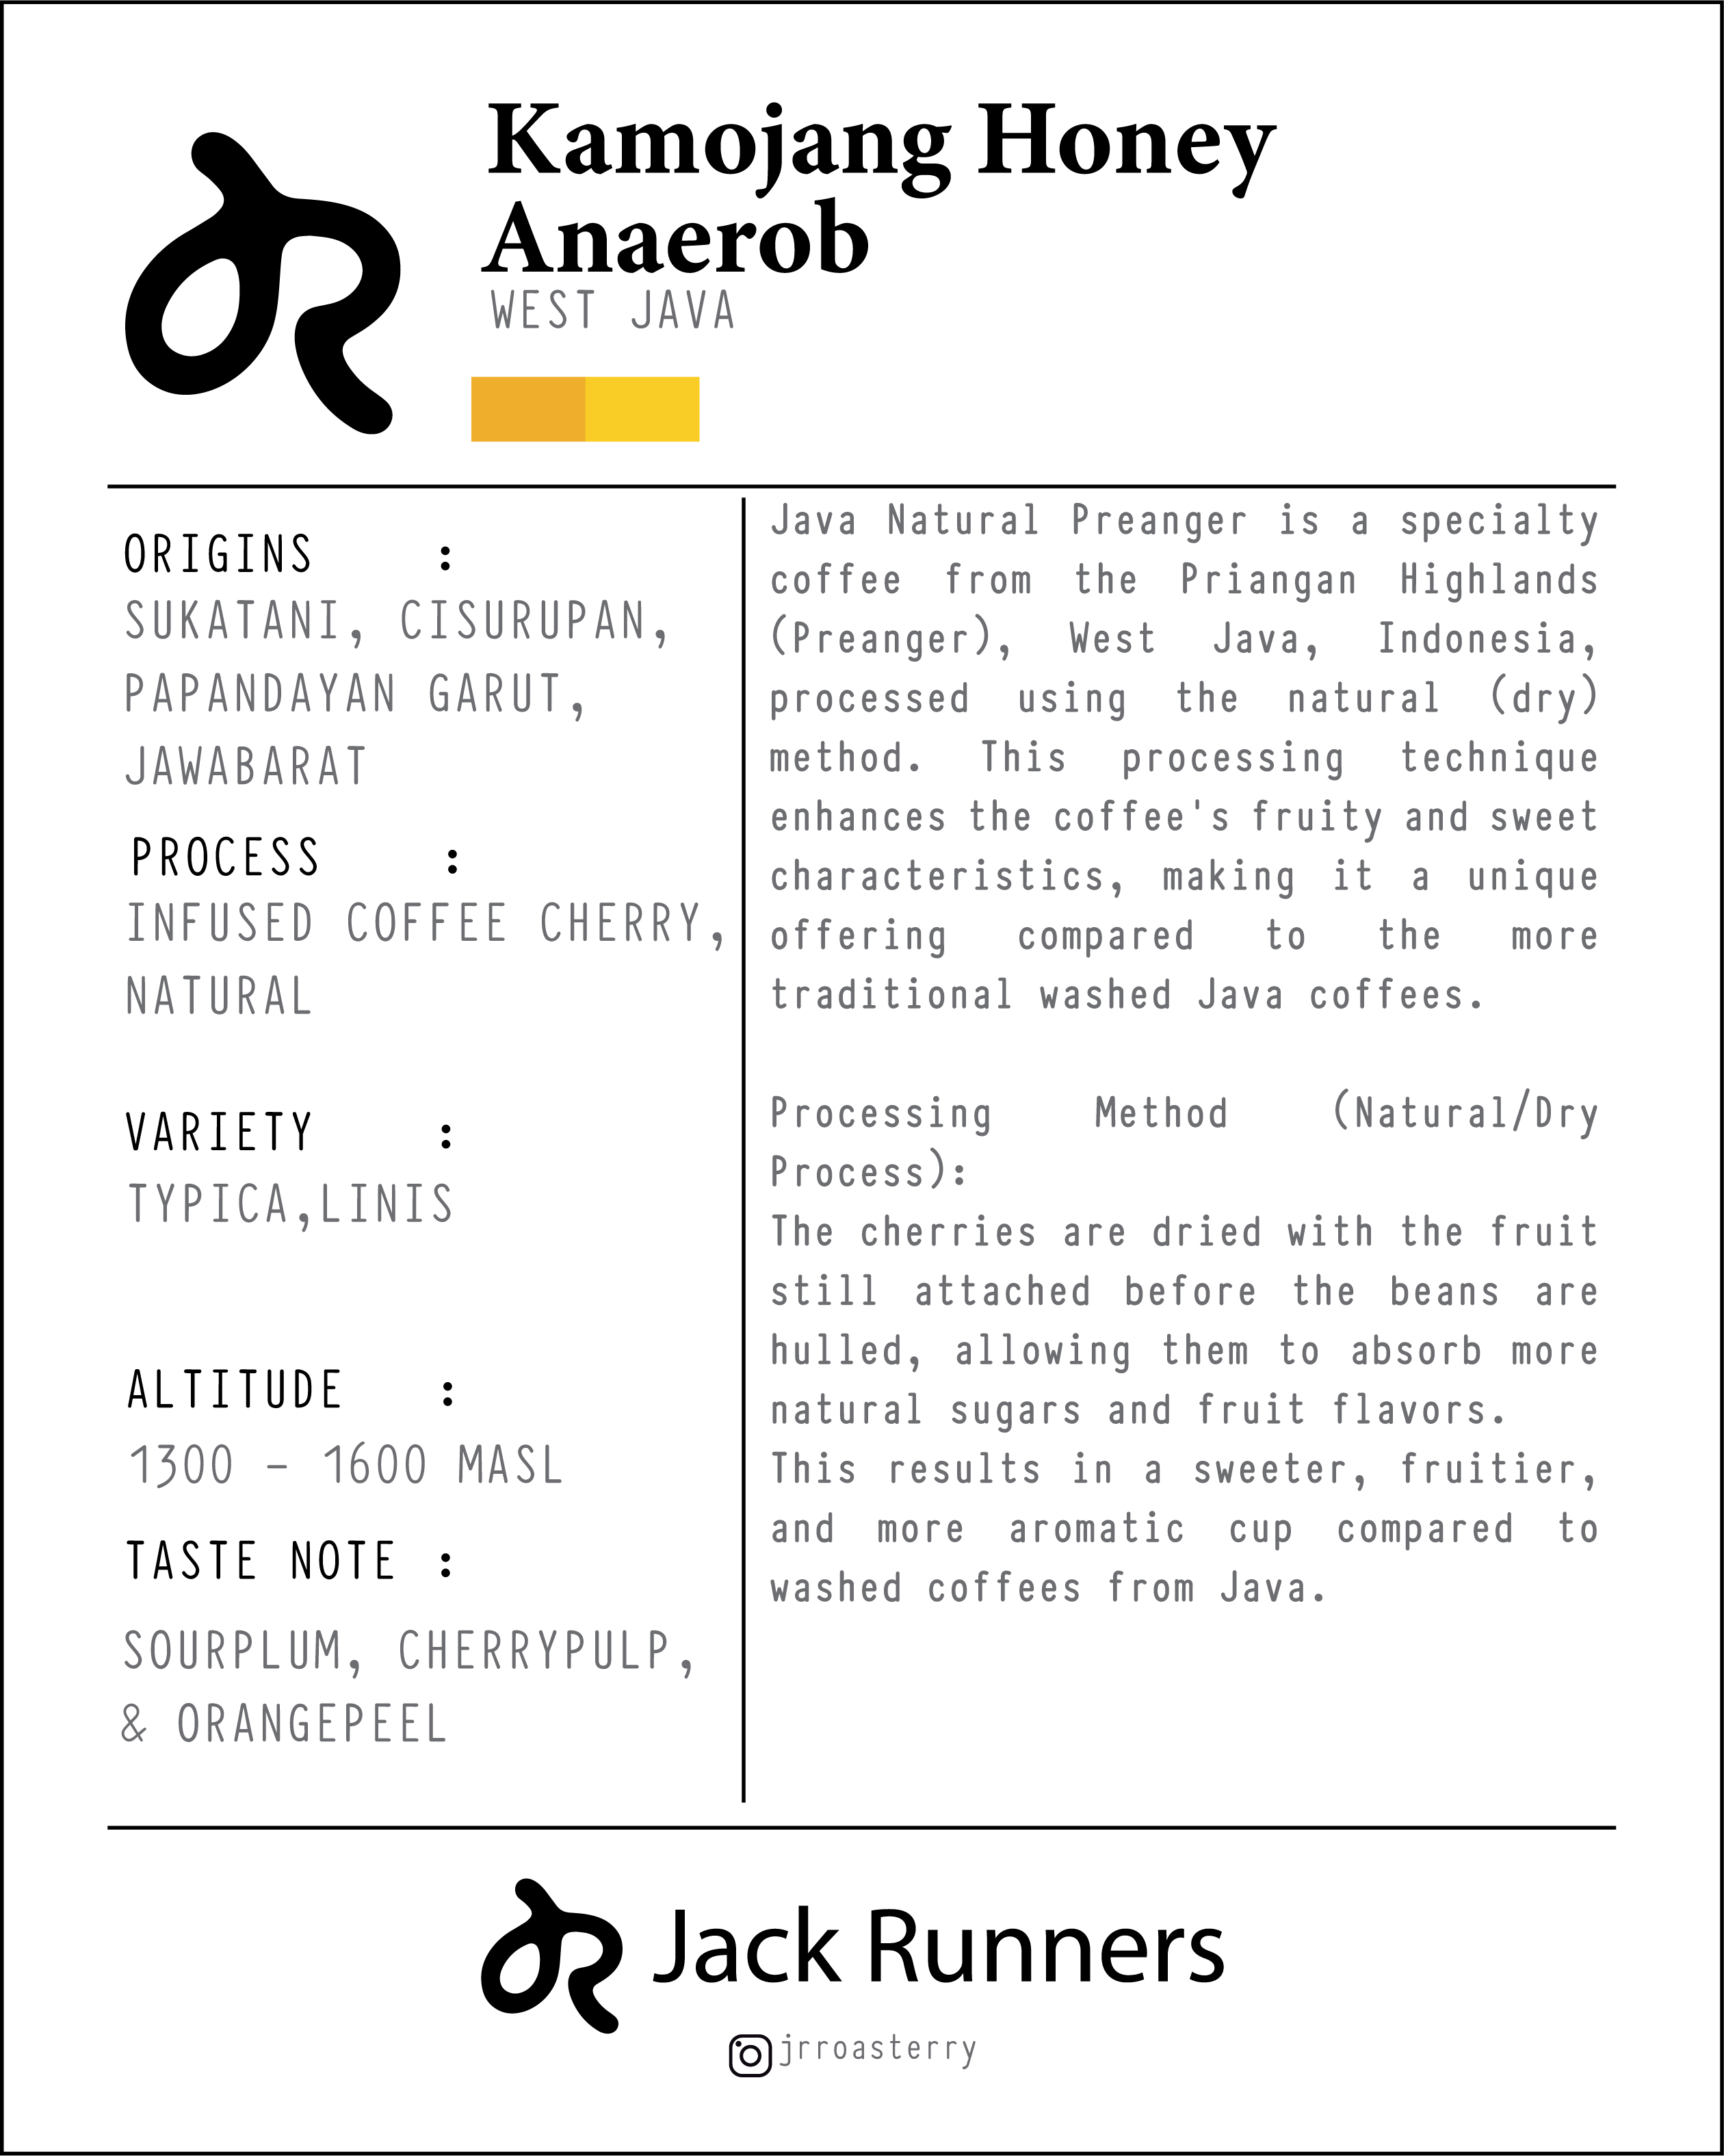 Kamojang Honey
Anaerob
WEST JAVA
ORIGINS :
SUKATANI, CISURUPAN,
PAPANDAYAN GARUT,
JAWABARAT
PROCESS :
INFUSED COFFEE CHERRY,
NATURAL
VARIETY :
TYPICA,LINIS
ALTITUDE :
1300 - 1600 MASL
TASTE NOTE :
SOURPLUM, CHERRYPULP,
& ORANGEPEEL
Java Natural Preanger is a specialty
coffee from the Priangan Highlands
(Preanger), West Java, Indonesia,
processed using the natural (dry)
method. This processing technique
enhances the coffee's fruity and sweet
characteristics, making it a unique
offering compared to the more
traditional washed Java coffees.
Processing Method (Natural/Dry
Process):
The cherries are dried with the fruit
still attached before the beans are
hulled, allowing them to absorb more
natural sugars and fruit flavors.
This results in a sweeter, fruitier,
and more aromatic cup compared to
washed coffees from Java.
Jack Runners
jrroasterry